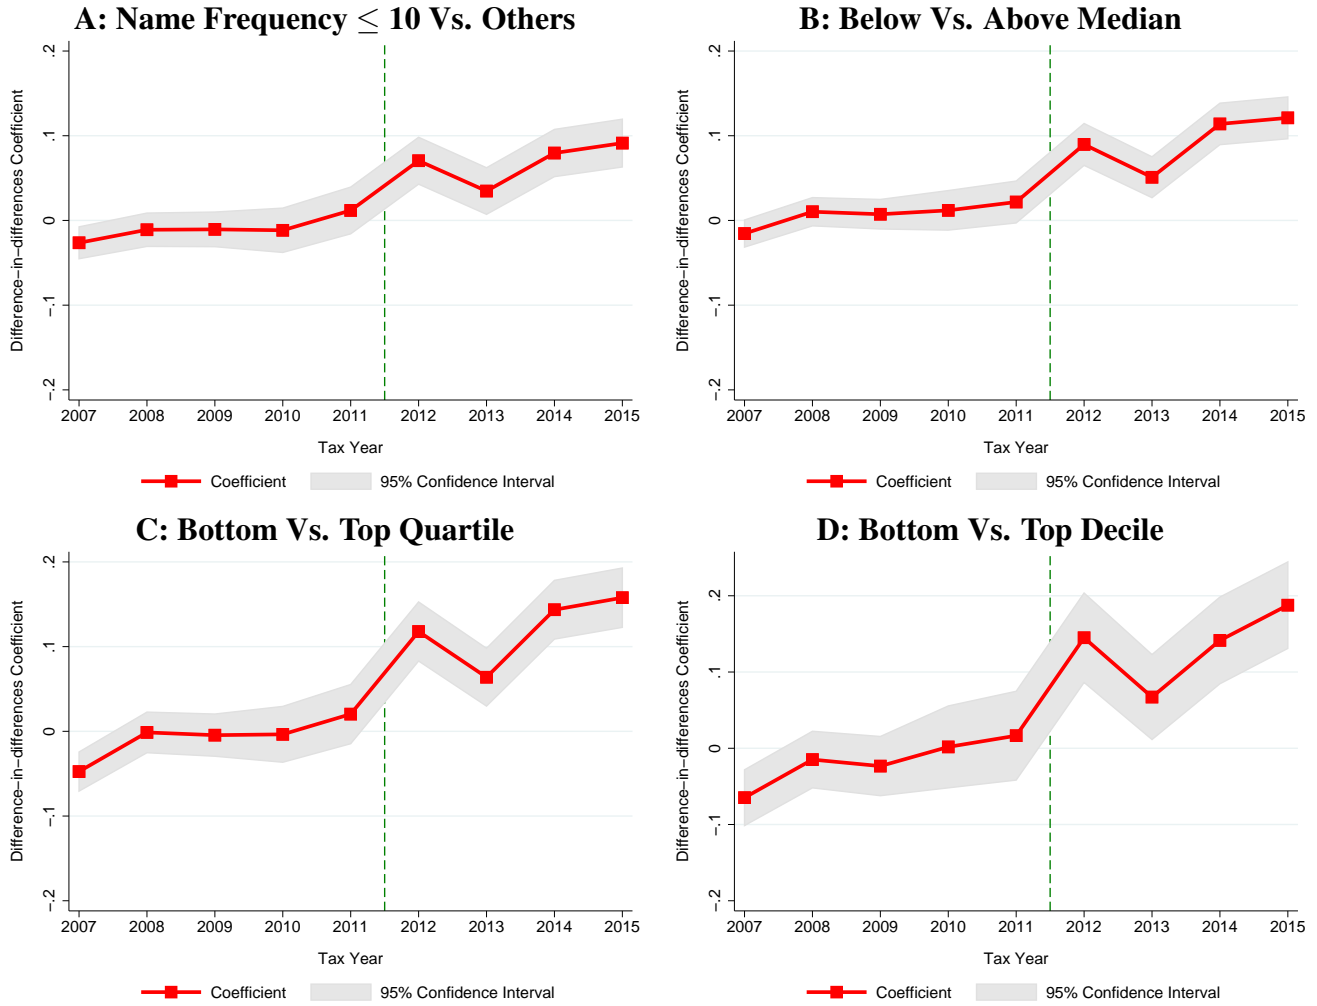 A: Name Frequency ≤ 10 Vs. Others
Difference−in−differences Coefficient
.2
.1
0
−.1
−.2
2007 2008 2009 2010 2011 2012 2013 2014 2015
Tax Year
Coefficient 95% Confidence Interval
B: Below Vs. Above Median
Difference−in−differences Coefficient
.2
.1
0
−.1
−.2
2007 2008 2009 2010 2011 2012 2013 2014 2015
Tax Year
Coefficient 95% Confidence Interval
C: Bottom Vs. Top Quartile
Difference−in−differences Coefficient
.2
.1
0
−.1
−.2
2007 2008 2009 2010 2011 2012 2013 2014 2015
Tax Year
Coefficient 95% Confidence Interval
D: Bottom Vs. Top Decile
Difference−in−differences Coefficient
.2
.1
0
−.1
−.2
2007 2008 2009 2010 2011 2012 2013 2014 2015
Tax Year
Coefficient 95% Confidence Interval